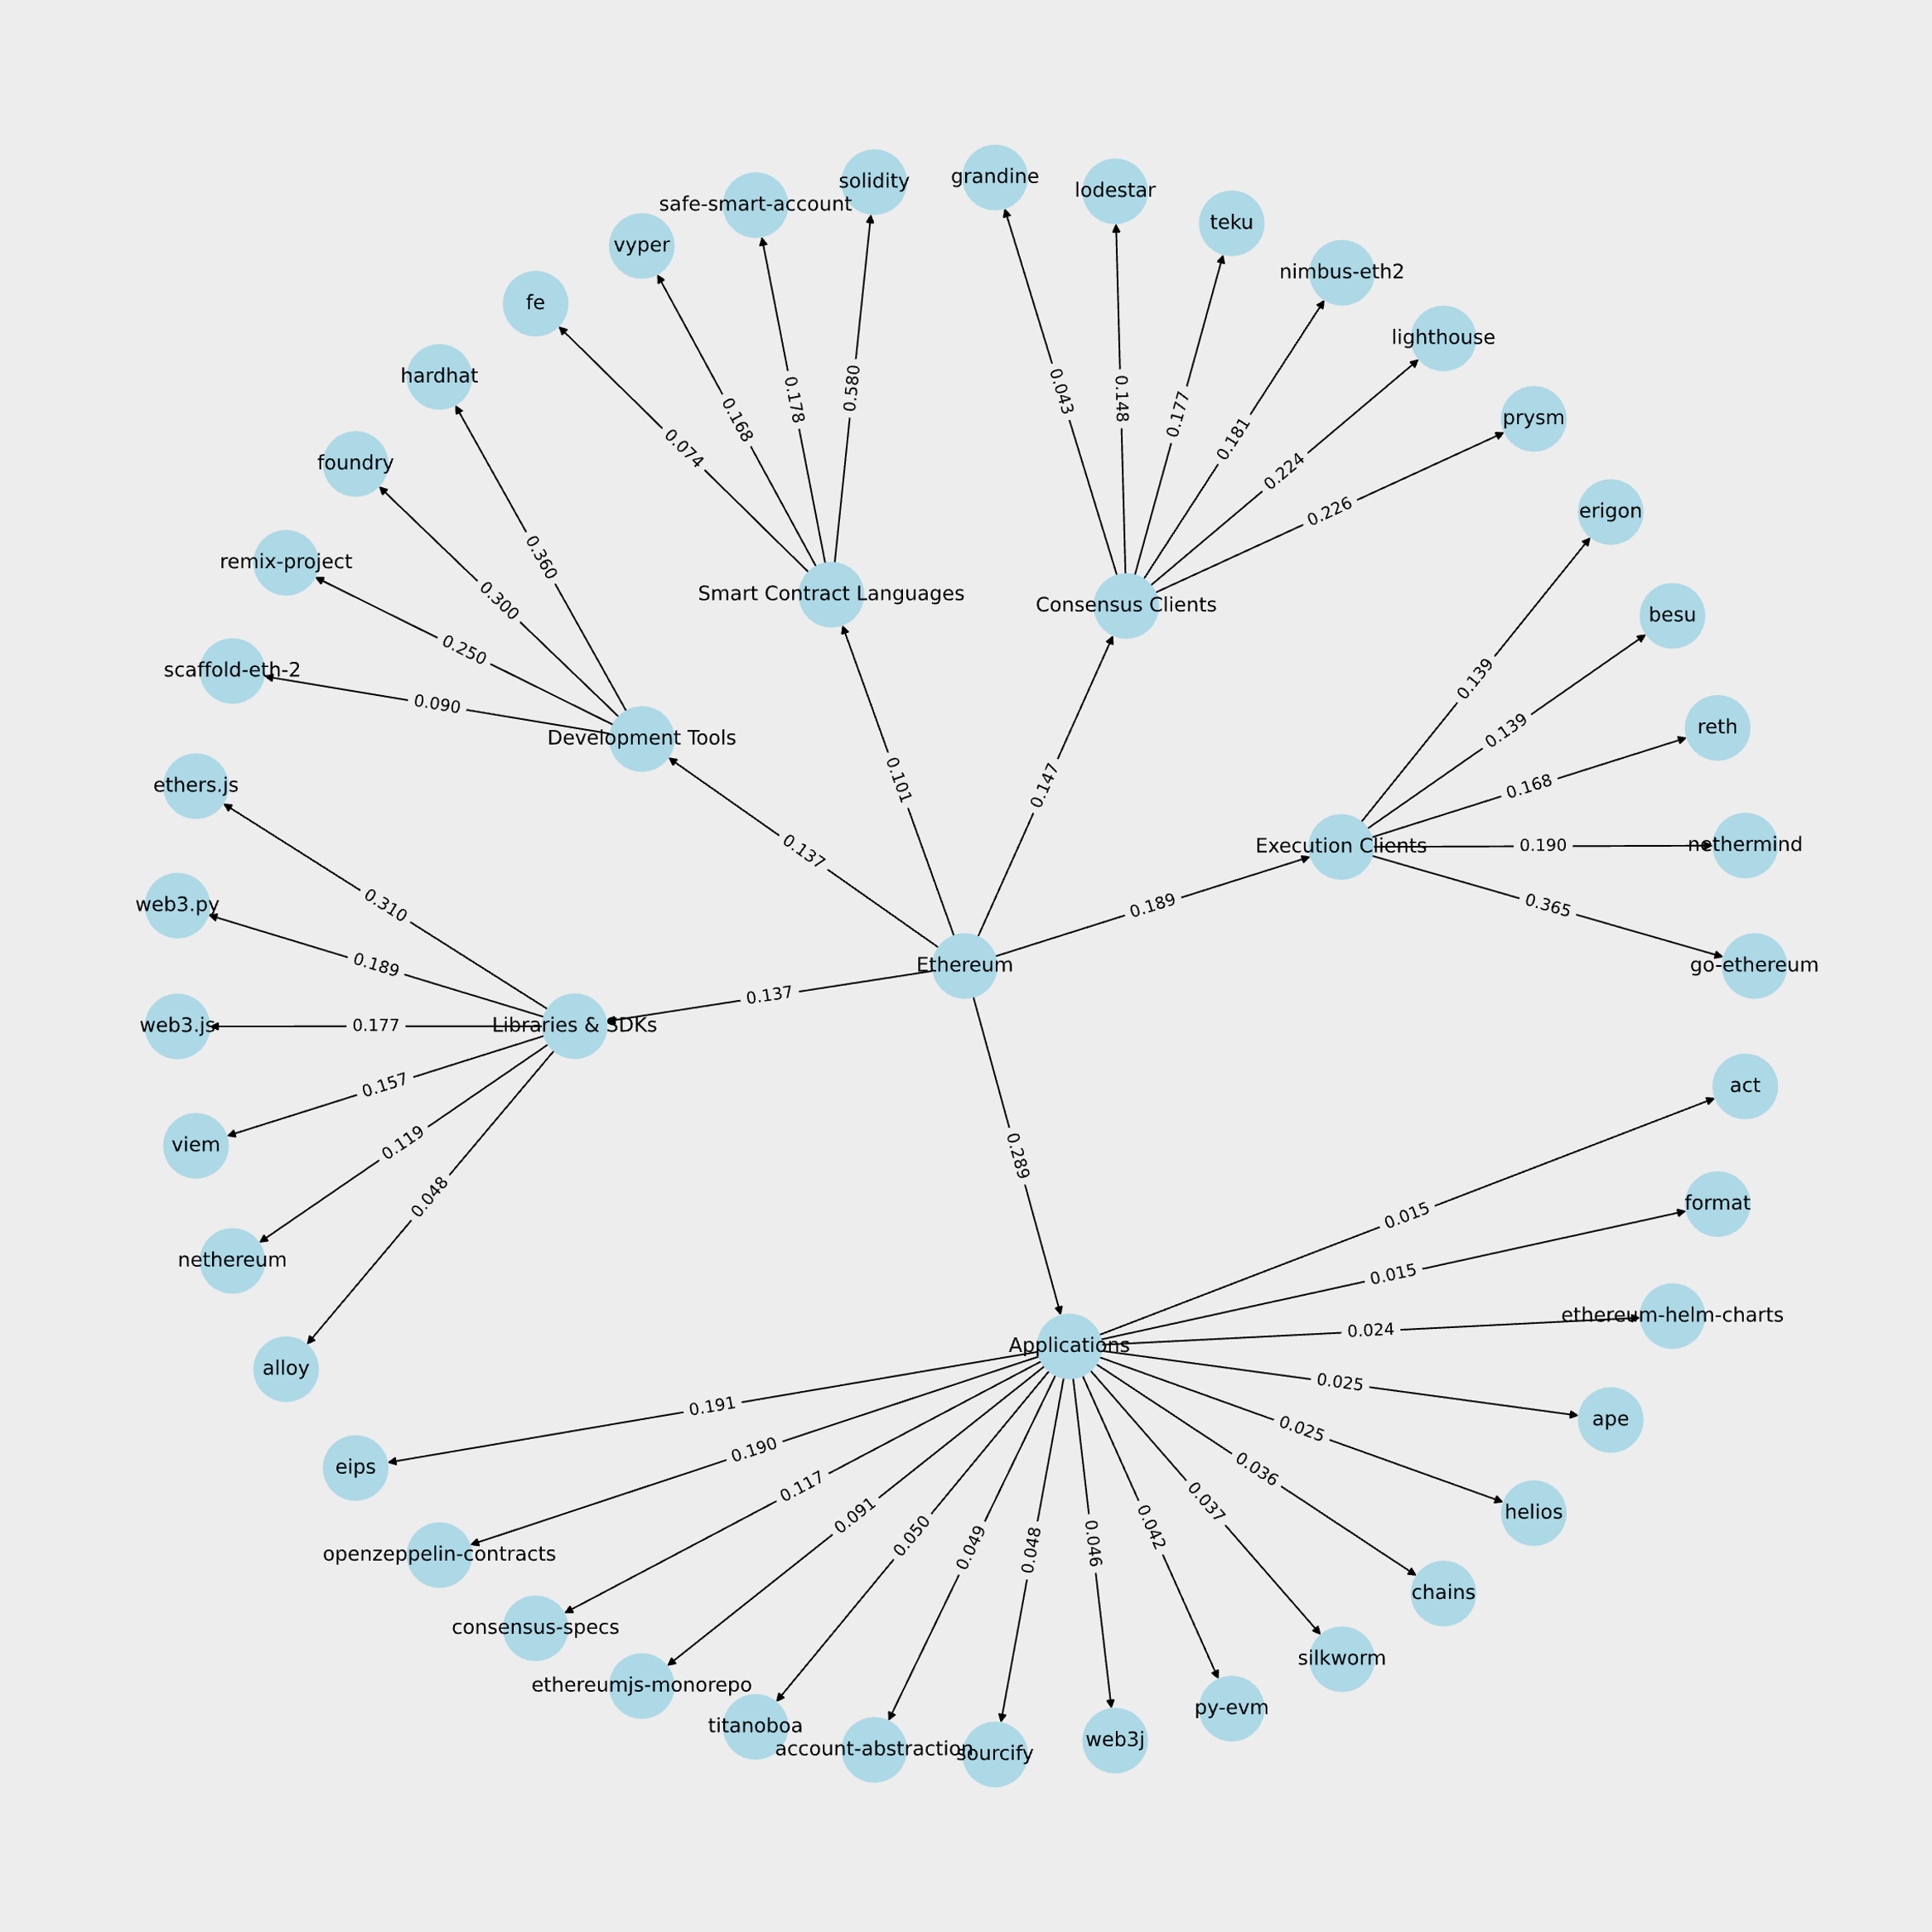 grandine
solidity
lodestar
safe-smart-account
teku
vyper
nimbus-eth2
fe
lighthouse
hardhat
prysm
0.580
0.043
0.148
0.178
0.177
0.168
0.181
0.074
foundry
0.224
0.226
erigon
0.360
remix-project
0.300
Smart Contract Languages
Consensus Clients
besu
0.250
scaffold-eth-2
0.139
0.090
reth
0.139
Development Tools
0.101
0.147
ethers.js
0.168
0.137
Execution Clients
0.190
nethermind
web3.py
0.310
0.189
0.365
0.189
Ethereum
go-ethereum
0.137
web3.js
0.177
Libraries & SDKs
0.157
act
viem
0.119
0.289
0.048
format
0.015
nethereum
0.015
ethereum-helm-charts
0.024
Applications
alloy
0.025
0.191
ape
0.025
0.190
eips
0.036
0.117
0.037
0.091
helios
0.042
0.050
0.049
0.048
0.046
openzeppelin-contracts
chains
consensus-specs
silkworm
ethereumjs-monorepo
py-evm
titanoboa
web3j
account-abstraction
sourcify